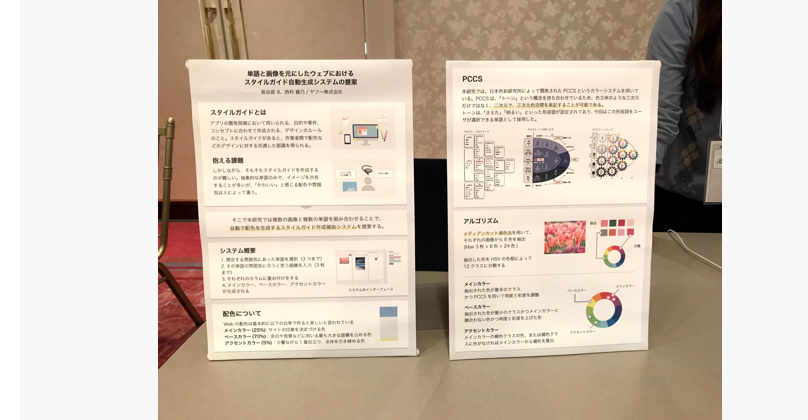 単語と画像を元にしたウェブにおける
スタイルガイド自動生成システムの提案
長谷部 礼、西村 綾乃 / ヤフー株式会社
スタイルガイドとは
アプリの開発現場において用いられる、目的や要件、
コンセプトに合わせて作成される、デザインのルール
のこと。スタイルガイドがあると、作業者間で配色な
どのデザインに対する共通した認識を得られる。
抱える課題
しかしながら、そもそもスタイルガイドを作成する
のが難しい。抽象的な単語のみで、イメージを共有
することが多いが、「かわいい」と感じる配色や雰囲
気は人によって違う。
そこで本研究では複数の画像と複数の単語を組み合わせることで、
自動で配色を生成するスタイルガイド作成補助システムを提案する。
システム概要
1. 想定する雰囲気にあった単語を選択 (3 つまで)
2. その単語の雰囲気に合うと思う画像を入力 (3 枚
まで)
3. それぞれのカラムに重み付けをする
4. メインカラー、ベースカラー、アクセントカラー
が生成される
システムのインターフェース
配色について
Web の配色は基本的に以下の比率で作ると美しいと言われている
メインカラー (25%): サイトの印象を決定づける色
ベースカラー (70%): 余白や背景などに用いる最も大きな面積を占める色
アクセントカラー (5%): 少量ながら 1 番目立つ、全体を引き締める色
PCCS
本研究では、日本色彩研究所によって開発された PCCS というカラーシステムを用いて
いる。PCCS は、「トーン」という概念を持ち合わせているため、色立体のような三次元
だけではなく、二次元で、三次元色空間を表記することが可能である。
トーンは、「さえた」「明るい」といった形容詞が設定されており、今回はこの形容詞をユー
ザが選択できる単語として採用した。
アルゴリズム
メディアンカット減色法を用いて、
それぞれの画像から 8 色を抽出
(Max 3 枚 × 8 色 = 24 色)
抽出した色を HSV の色相によって
12 クラスに分類する
抽出
分類
メインカラー
抽出された色が最多のクラス
かつ PCCS を用いて明度と彩度を調整
ベースカラー
抽出された色が最小のクラスかつメインカラーと
競合しない色かつ明度と彩度を上げた色
アクセントカラー
メインカラーの補色クラスの色、または補色クラ
スに色がなければメインカラーから補色を算出
メインカラー
ベースカラー
アクセントカラー